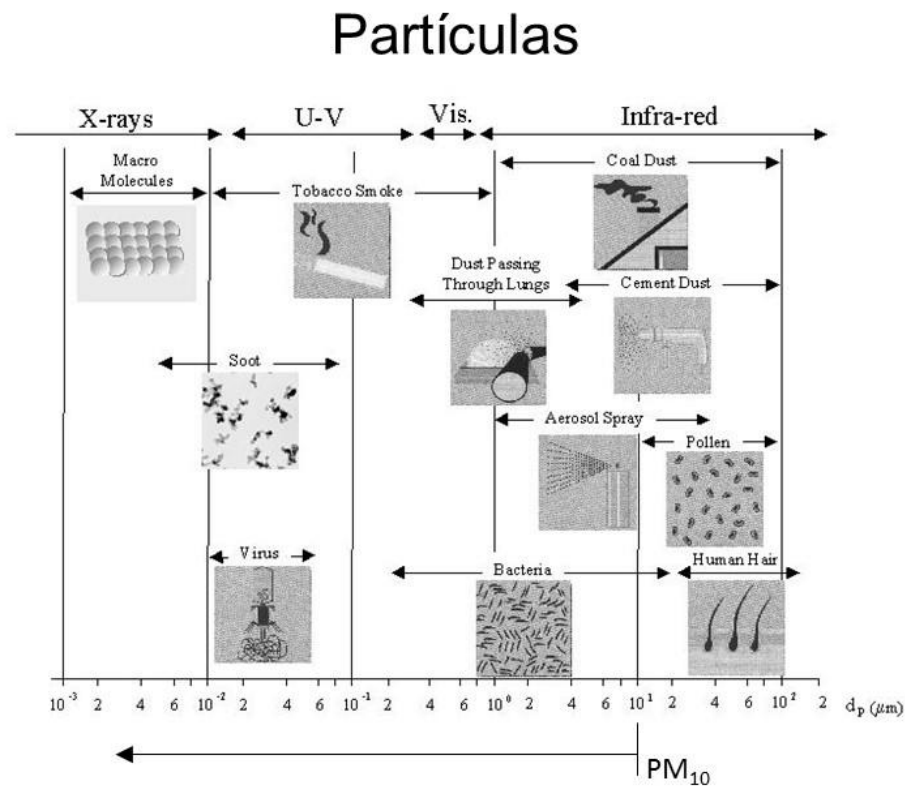 Partículas
X-rays U-V Vis. Infra-red
Macro
Molecules
Tobacco Smoke
Coal Dust
Dust Passing
Through Lungs
Cement Dust
Soot
Aerosol Spray
Pollen
Virus
Bacteria
Human Hair
10⁻³ 2 4 6 10⁻² 2 4 6 10⁻¹ 2 4 6 10⁰ 2 4 6 10¹ 2 4 6 10² 2 dₚ (μm)
PM₁₀